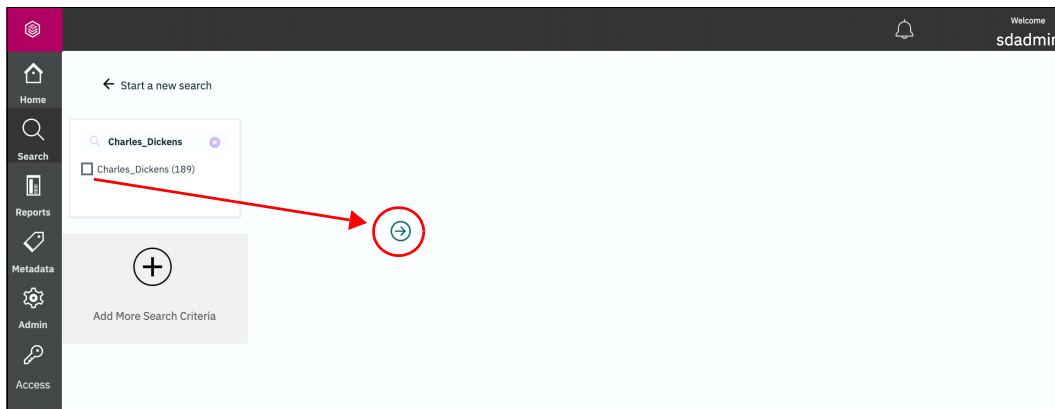 Welcome
sdadmin
Home
Search
Reports
Metadata
Admin
Access
Start a new search
Charles_Dickens
Charles_Dickens (189)
Add More Search Criteria